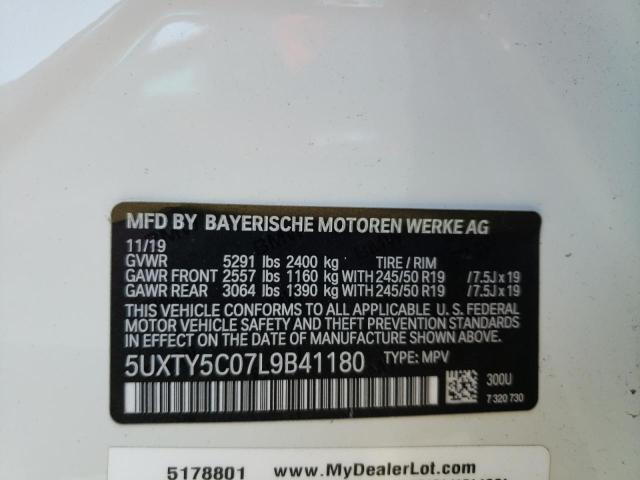 MFD BY BAYERISCHE MOTOREN WERKE AG
11/19
GVWR 5291 lbs 2400 kg TIRE / RIM
GAWR FRONT 2557 lbs 1160 kg WITH 245/50 R19 / 7.5J x 19
GAWR REAR 3064 lbs 1390 kg WITH 245/50 R19 / 7.5J x 19
THIS VEHICLE CONFORMS TO ALL APPLICABLE U. S. FEDERAL
MOTOR VEHICLE SAFETY, BUMPER, AND THEFT PREVENTION STANDARDS
IN EFFECT ON THE DATE OF MANUFACTURE SHOWN ABOVE.
5UXTY5C07L9B41180 TYPE: MPV
300U
7 320 730
5178801 www.MyDealerLot.com